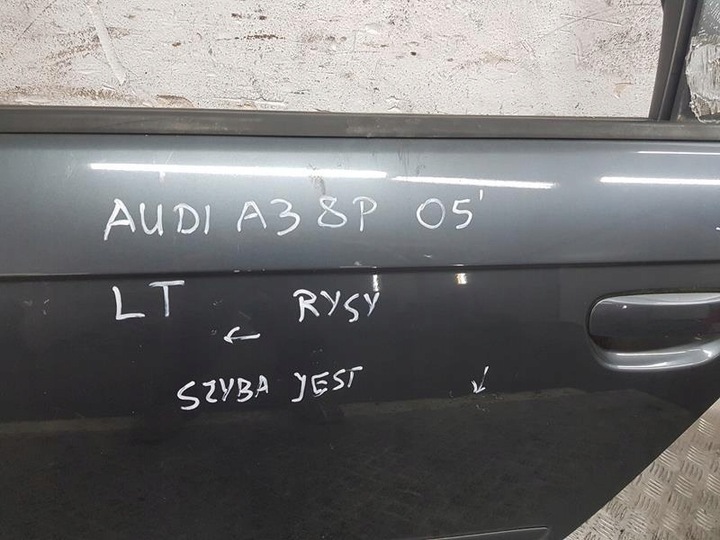 AUDI A3 8P 05'
LT RYSY
←
SZYBA JEST ↓